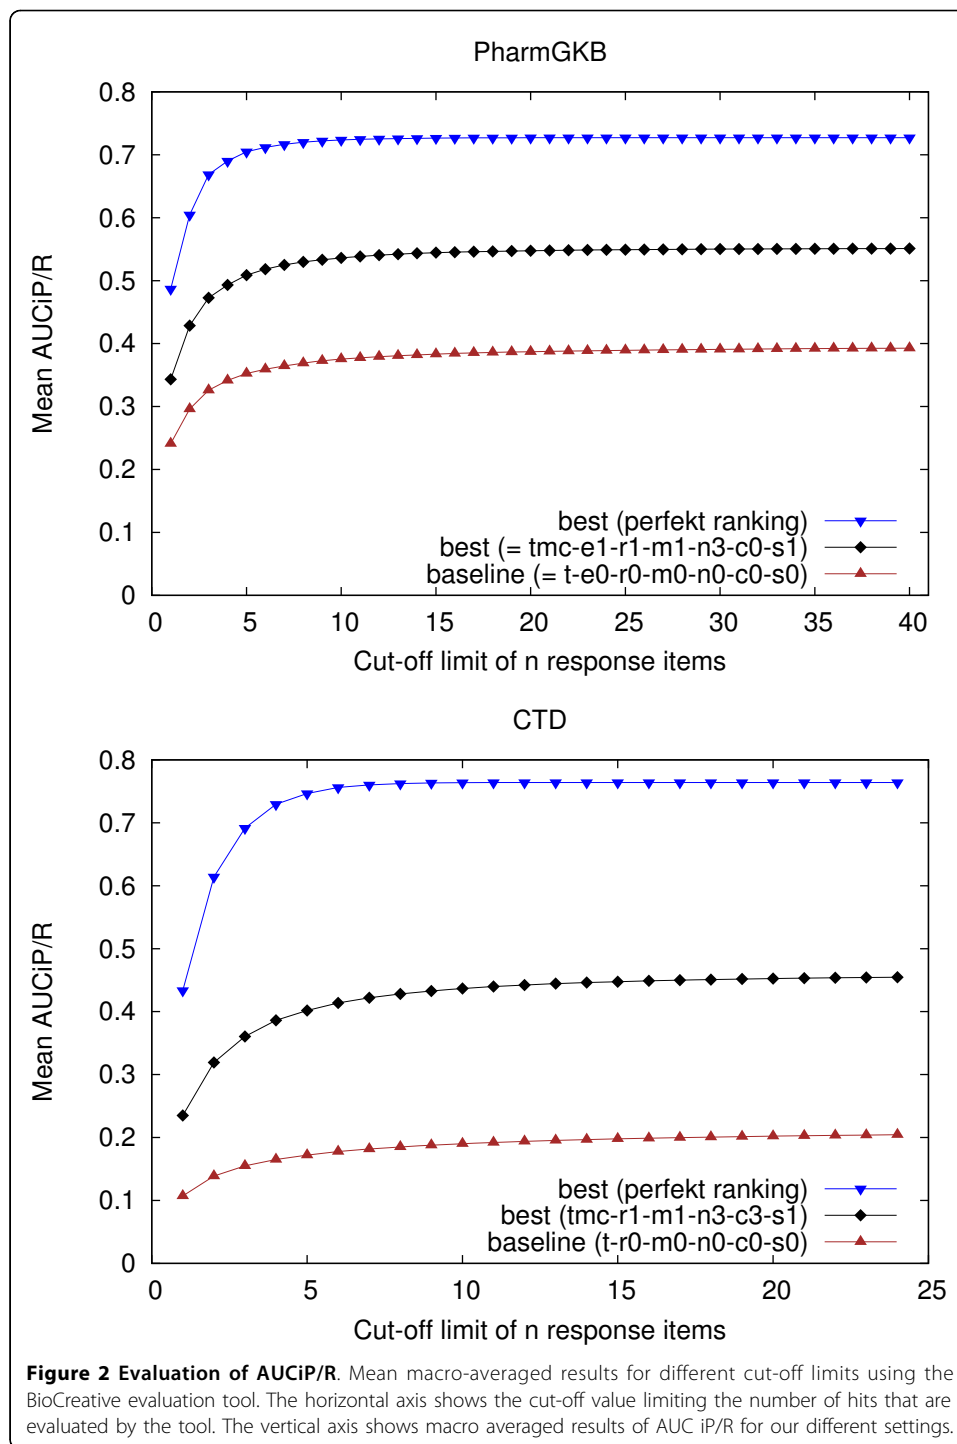 PharmGKB
0.8
0.7
0.6
0.5
0.4
0.3
0.2
0.1
0
Mean AUCiP/R
best (perfekt ranking)
best (= tmc-e1-r1-m1-n3-c0-s1)
baseline (= t-e0-r0-m0-n0-c0-s0)
0 5 10 15 20 25 30 35 40
Cut-off limit of n response items
CTD
0.8
0.7
0.6
0.5
0.4
0.3
0.2
0.1
0
Mean AUCiP/R
best (perfekt ranking)
best (tmc-r1-m1-n3-c3-s1)
baseline (t-r0-m0-n0-c0-s0)
0 5 10 15 20 25
Cut-off limit of n response items
Figure 2 Evaluation of AUCiP/R. Mean macro-averaged results for different cut-off limits using the
BioCreative evaluation tool. The horizontal axis shows the cut-off value limiting the number of hits that are
evaluated by the tool. The vertical axis shows macro averaged results of AUC iP/R for our different settings.